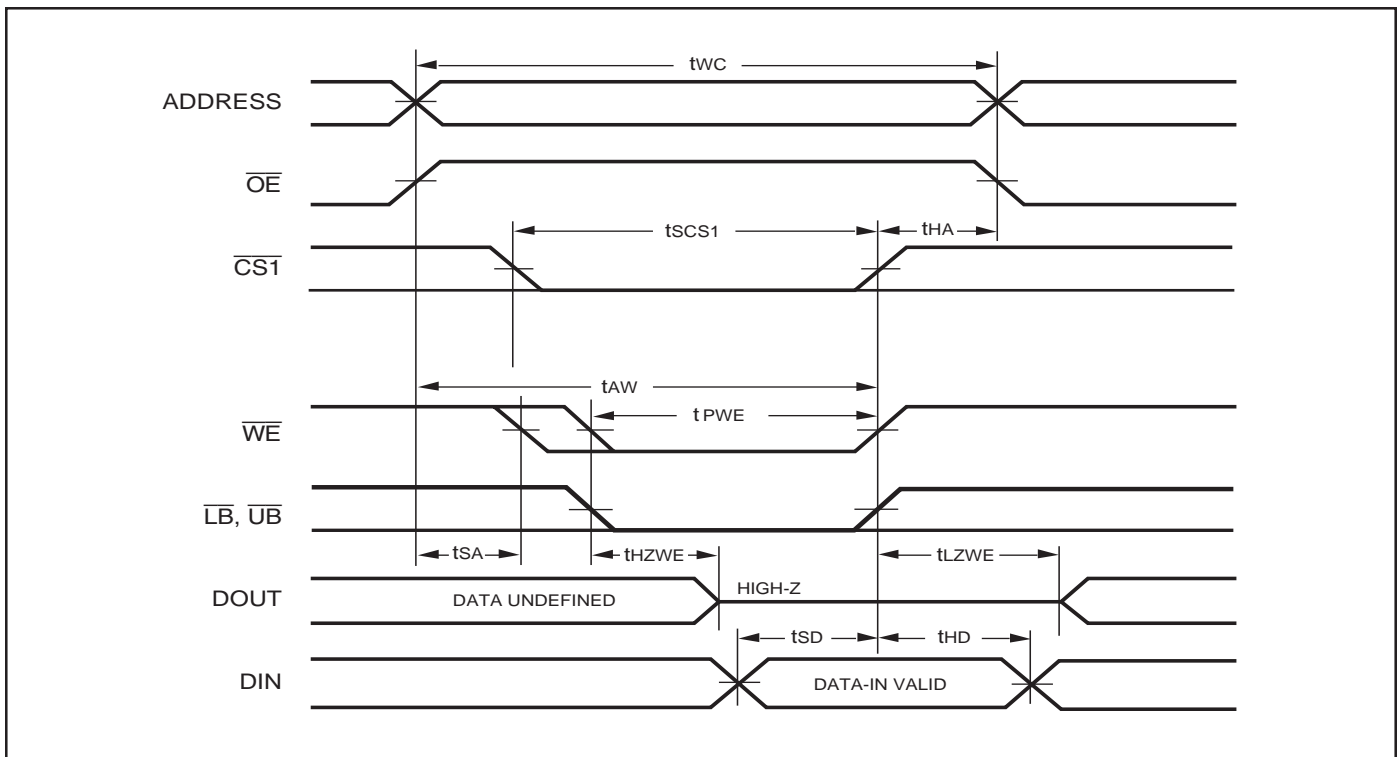 tWC
ADDRESS
OE
tSCS1
tHA
CS1
tAW
tPWE
WE
LB, UB
tSA
tHZWE
tLZWE
DOUT
DATA UNDEFINED
HIGH-Z
tSD
tHD
DIN
DATA-IN VALID